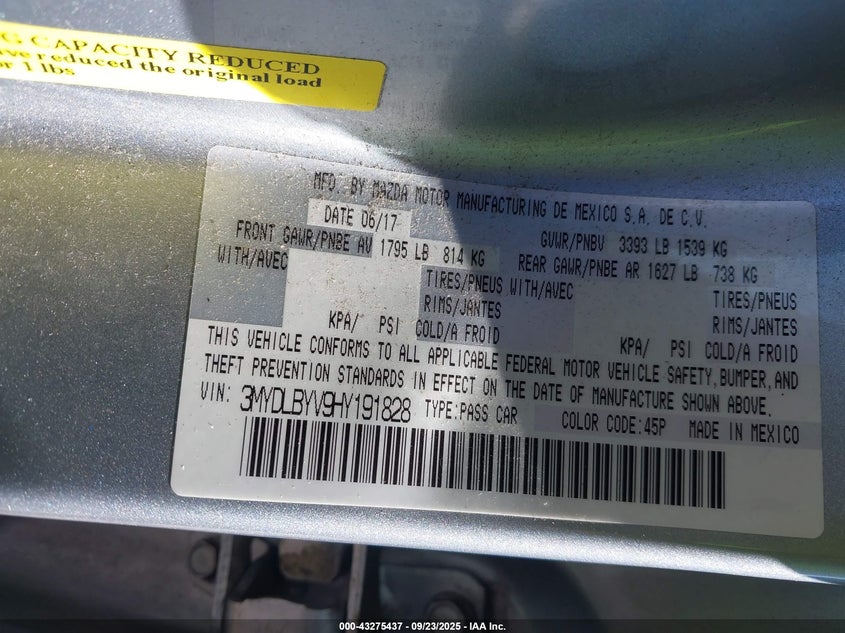 G CAPACITY REDUCED
ve reduced the original load
or 1 lbs
MFD. BY MAZDA MOTOR MANUFACTURING DE MEXICO S.A. DE C.V.
DATE 06/17
GVWR/PNBV 3393 LB 1539 KG
FRONT GAWR/PNBE AV 1795 LB 814 KG
REAR GAWR/PNBE AR 1627 LB 738 KG
WITH/AVEC
TIRES/PNEUS WITH/AVEC
TIRES/PNEUS
RIMS/JANTES
RIMS/JANTES
KPA/ PSI COLD/A FROID
KPA/ PSI COLD/A FROID
THIS VEHICLE CONFORMS TO ALL APPLICABLE FEDERAL MOTOR VEHICLE SAFETY,BUMPER,AND
THEFT PREVENTION STANDARDS IN EFFECT ON THE DATE OF MANUFACTURE SHOWN ABOVE.
VIN: 3MYDLBYV9HY191828 TYPE:PASS CAR
COLOR CODE:45P MADE IN MEXICO
000-43275437 - 09/23/2025 - IAA Inc.